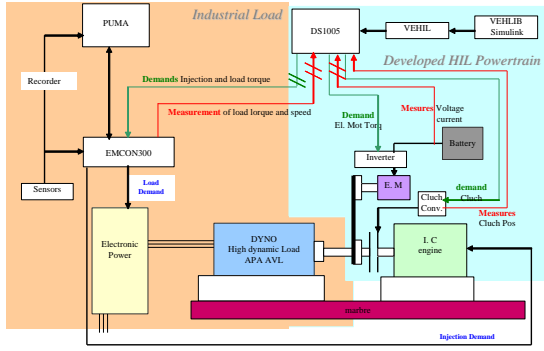 Industrial Load
PUMA
DS1005
VEHIL
VEHLIB
Simulink
Developed HIL Powertrain
Recorder
Demands Injection and load torque
Measurement of load torque and speed
Demand
El. Mot Torq
Mesures Voltage
current
Battery
EMCON300
Inverter
Sensors
Load
Demand
E. M
Cluch
Conv.
demand
Cluch
Measures
Cluch Pos
Electronic
Power
DYNO
High dynamic Load
APA AVL
I. C
engine
marbre
Injection Demand